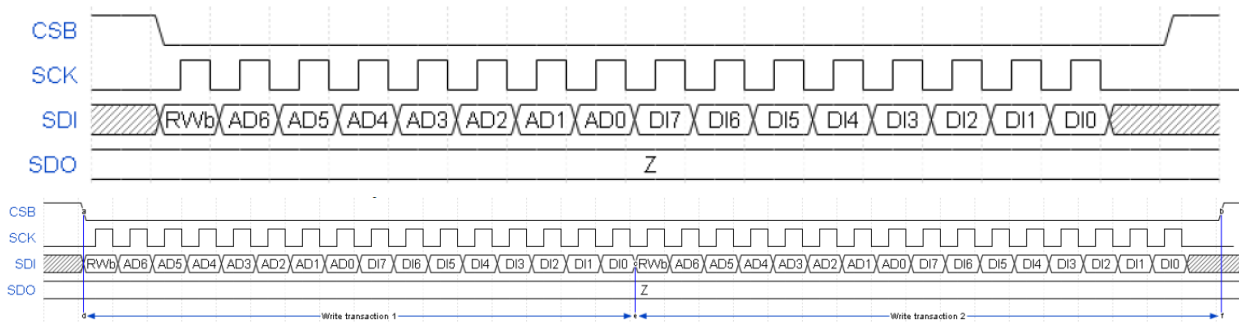 CSB
SCK
SDI RWb AD6 AD5 AD4 AD3 AD2 AD1 AD0 DI7 DI6 DI5 DI4 DI3 DI2 DI1 DI0
SDO Z
CSB a b
SCK
SDI RWb AD6 AD5 AD4 AD3 AD2 AD1 AD0 DI7 DI6 DI5 DI4 DI3 DI2 DI1 DI0 RWb AD6 AD5 AD4 AD3 AD2 AD1 AD0 DI7 DI6 DI5 DI4 DI3 DI2 DI1 DI0
SDO Z
d Write transaction 1 e Write transaction 2 f